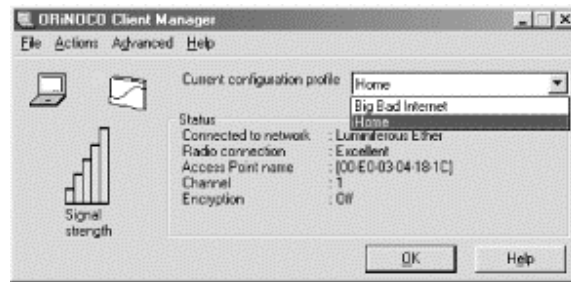 ORiNOCO Client Manager
File Actions Advanced Help
Current configuration profile Home
Big Bad Internet
Home
Status
Connected to network : Luminiferous Ether
Radio connection : Excellent
Access Point name : [00-E0-03-04-18-1C]
Channel : 1
Encryption : Off
Signal
strength
OK Help